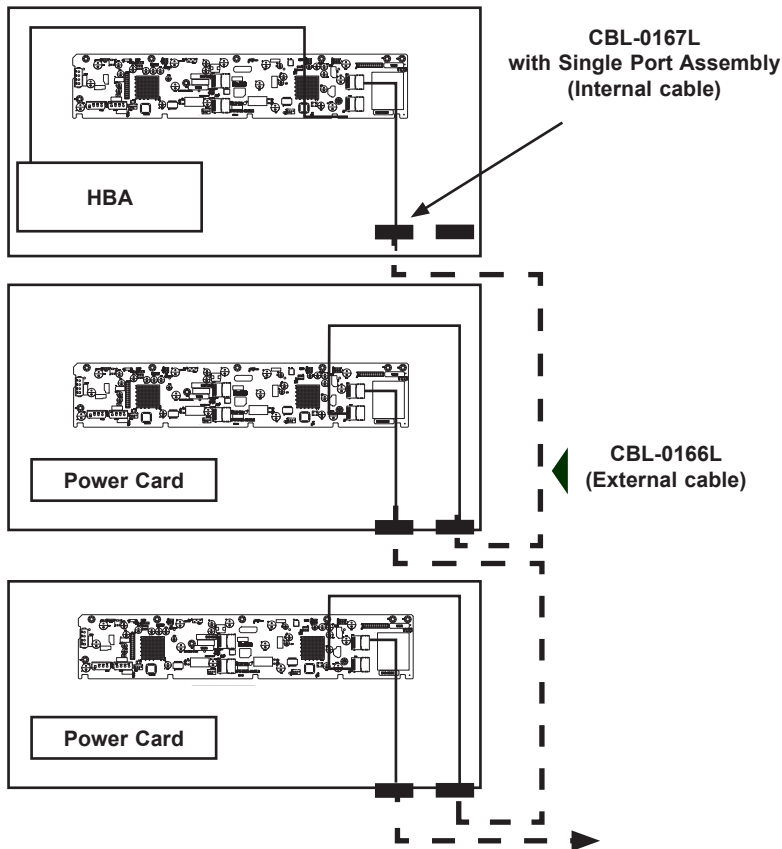 CBL-0167L
with Single Port Assembly
(Internal cable)
HBA
CBL-0166L
(External cable)
Power Card
Power Card